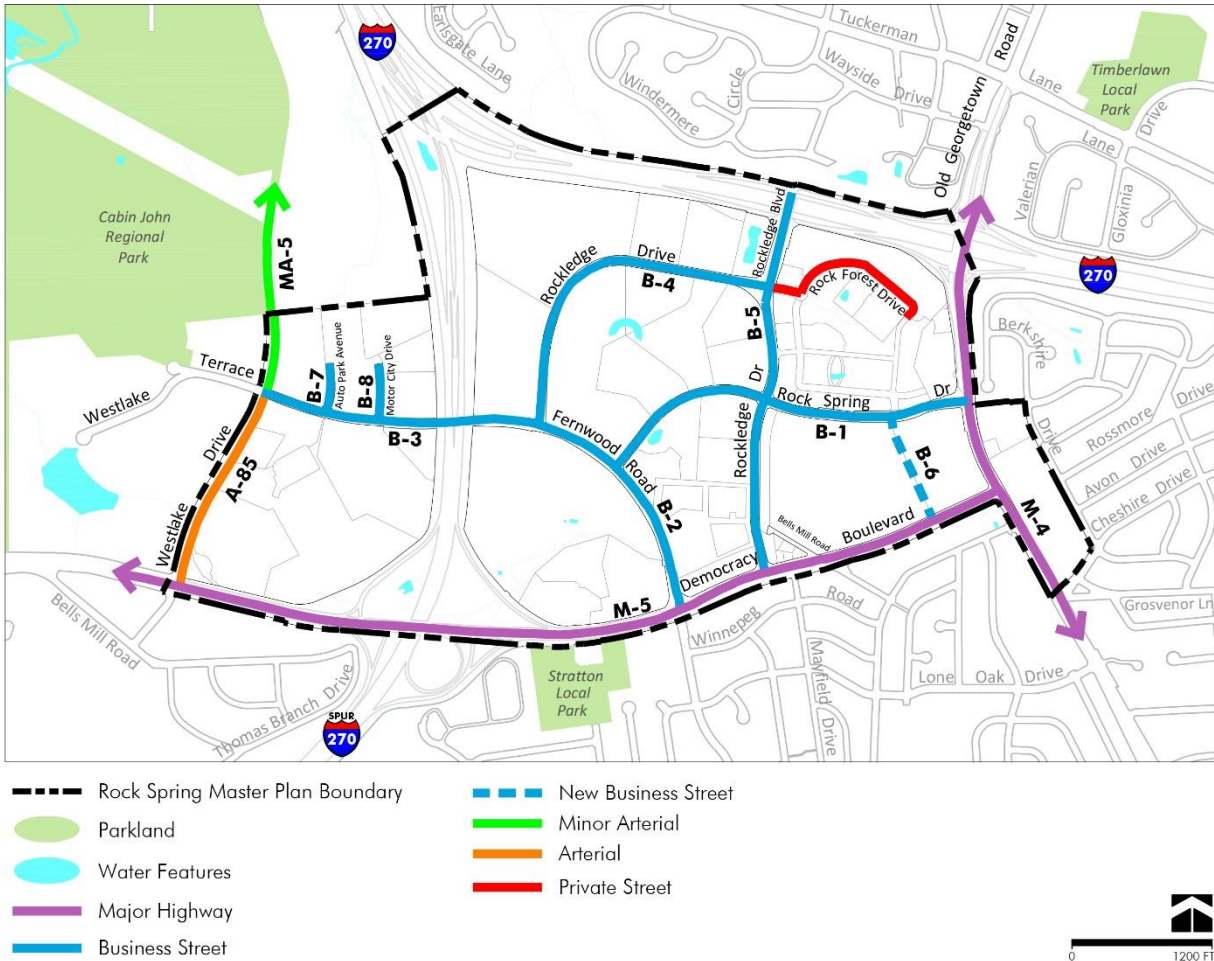 270
Earlsgate Lane
Tuckerman
Lane
Wayside Drive
Windermere
Circle
Old Georgetown
Road
Timberlawn
Local
Park
Lane
Drive
Valerian
Gloxinia
Cabin John
Regional
Park
MA-5
Rockledge Drive
B-4
Rockledge Blvd
Rock Forest Drive
270
B-5
Berkshire
Drive
Terrace
Westlake
B-7
Auto Park Avenue
B-8
Motor City Drive
B-3
Fernwood
Road
B-2
Rockledge
Dr
Rock Spring Dr
B-1
B-6
Rossmore
Avon Drive
Cheshire Drive
M-4
Westlake Drive
A-85
Bells Mill Road
Democracy Boulevard
M-5
Bells Mill Road
Winnepeg Road
Grosvenor Ln
Mayfield Drive
Lone Oak Drive
Thomas Branch Drive
Stratton
Local
Park
SPUR
270
Rock Spring Master Plan Boundary
Parkland
Water Features
Major Highway
Business Street
New Business Street
Minor Arterial
Arterial
Private Street
0 1200 FT